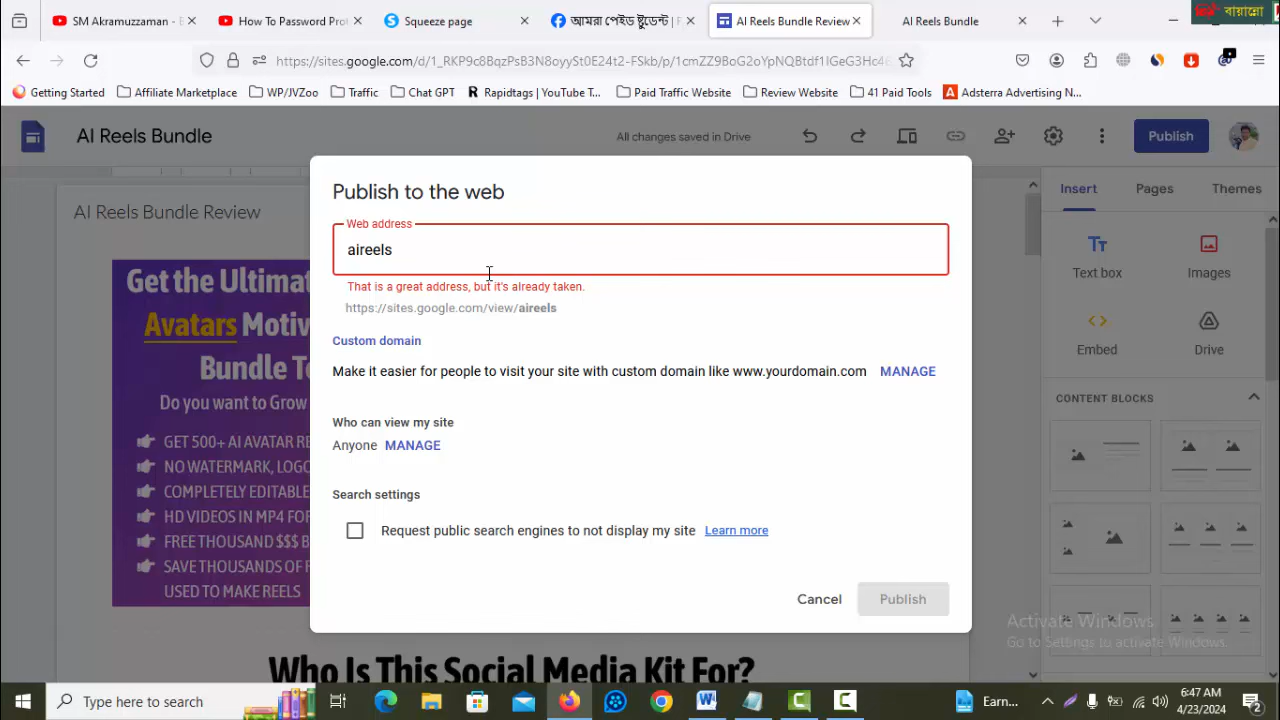 SM Akramuzzaman - E
How To Password Prot
Squeeze page
আমরা পেইড ষ্টুডেন্ট | F
AI Reels Bundle Review
AI Reels Bundle
বায়ান্নো
https://sites.google.com/d/1_RKP9c8BqzPs93N8oyySt0E24t2-FSkb/p/1cmZZ9BoG2oYpNQBtdf1IGeG3Hc4
Getting Started
Affiliate Marketplace
WP/JVZoo
Traffic
Chat GPT
Rapidtags | YouTube T...
Paid Traffic Website
Review Website
41 Paid Tools
Adsterra Advertising N...
AI Reels Bundle
All changes saved in Drive
Publish
AI Reels Bundle Review
Get the Ultima
Avatars Motiv
Bundle T
Do you want to Grow
GET 500+ AI AVATAR RE
NO WATERMARK, LOGO
COMPLETELY EDITABLE
HD VIDEOS IN MP4 FO
FREE THOUSAND $$$ B
SAVE THOUSANDS OF
USED TO MAKE REELS
Who Is This Social Media Kit For?
Publish to the web
Web address
aireels
That is a great address, but it's already taken.
https://sites.google.com/view/aireels
Custom domain
Make it easier for people to visit your site with custom domain like www.yourdomain.com MANAGE
Who can view my site
Anyone MANAGE
Search settings
Request public search engines to not display my site Learn more
Cancel
Publish
Insert
Pages
Themes
Text box
Images
Embed
Drive
CONTENT BLOCKS
Activate Windows
Go to Settings to activate Windows.
Type here to search
Earn...
6:47 AM
4/23/2024
2